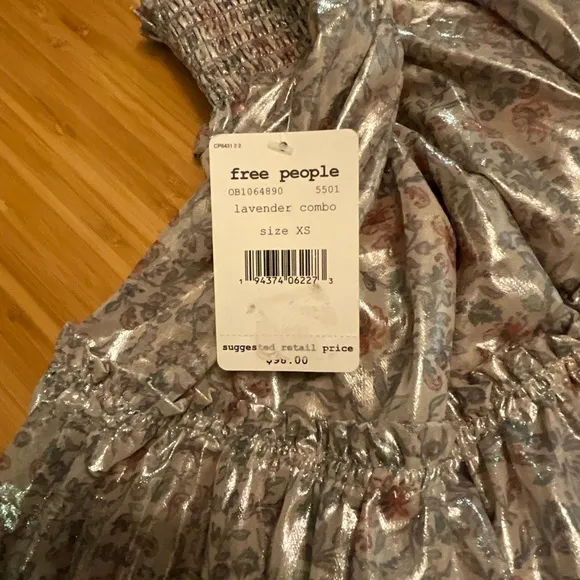 CP8431 2 2
free people
OB1064890 5501
lavender combo
size XS
1 94374 06227 3
suggested retail price
$98.00